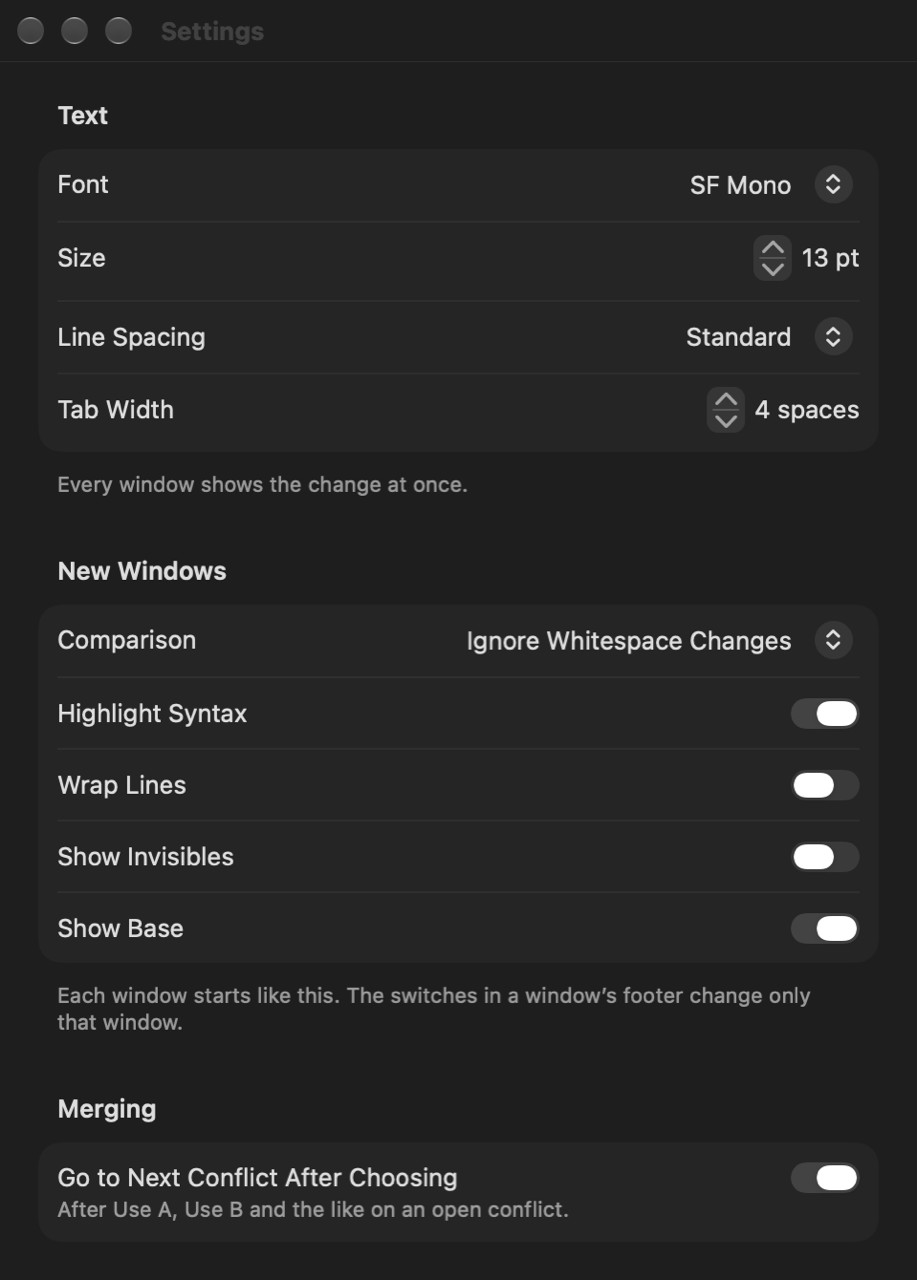 Settings
Text
Font SF Mono
Size 13 pt
Line Spacing Standard
Tab Width 4 spaces
Every window shows the change at once.
New Windows
Comparison Ignore Whitespace Changes
Highlight Syntax
Wrap Lines
Show Invisibles
Show Base
Each window starts like this. The switches in a window’s footer change only
that window.
Merging
Go to Next Conflict After Choosing
After Use A, Use B and the like on an open conflict.